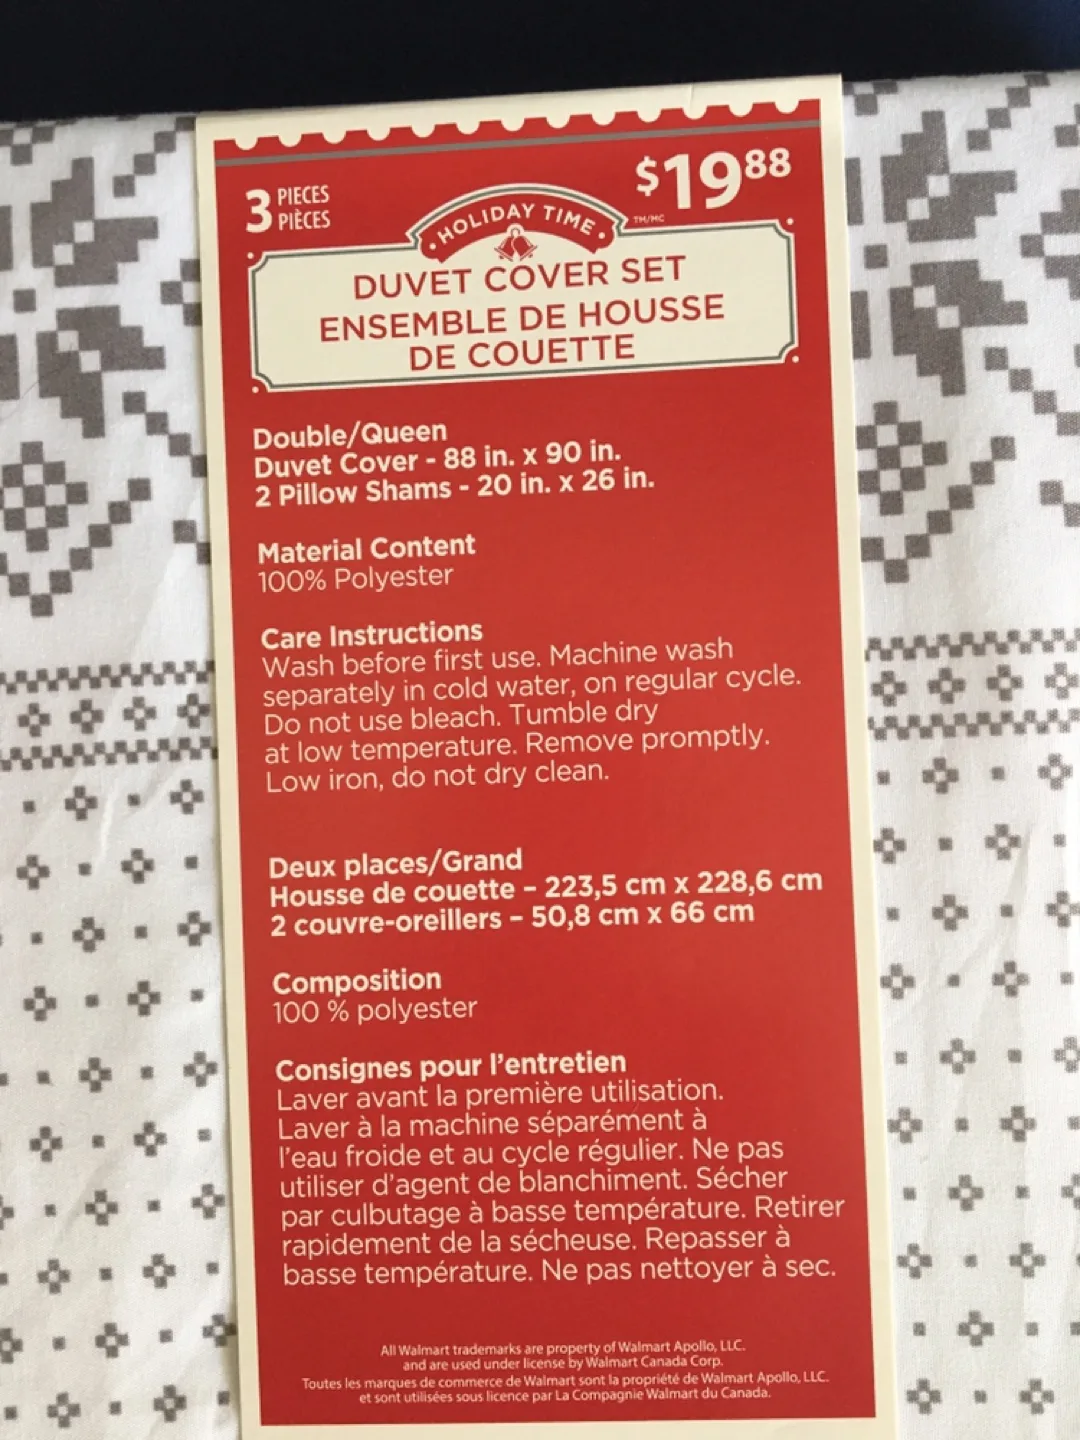 3 PIECES
PIÈCES
$19 88
HOLIDAY TIME
TM/MC
DUVET COVER SET
ENSEMBLE DE HOUSSE
DE COUETTE
Double/Queen
Duvet Cover - 88 in. x 90 in.
2 Pillow Shams - 20 in. x 26 in.
Material Content
100% Polyester
Care Instructions
Wash before first use. Machine wash
separately in cold water, on regular cycle.
Do not use bleach. Tumble dry
at low temperature. Remove promptly.
Low iron, do not dry clean.
Deux places/Grand
Housse de couette – 223,5 cm x 228,6 cm
2 couvre-oreillers – 50,8 cm x 66 cm
Composition
100 % polyester
Consignes pour l'entretien
Laver avant la première utilisation.
Laver à la machine séparément à
l'eau froide et au cycle régulier. Ne pas
utiliser d'agent de blanchiment. Sécher
par culbutage à basse température. Retirer
rapidement de la sécheuse. Repasser à
basse température. Ne pas nettoyer à sec.
All Walmart trademarks are property of Walmart Apollo, LLC.
and are used under license by Walmart Canada Corp.
Toutes les marques de commerce de Walmart sont la propriété de Walmart Apollo, LLC.
et sont utilisées sous licence par La Compagnie Walmart du Canada.